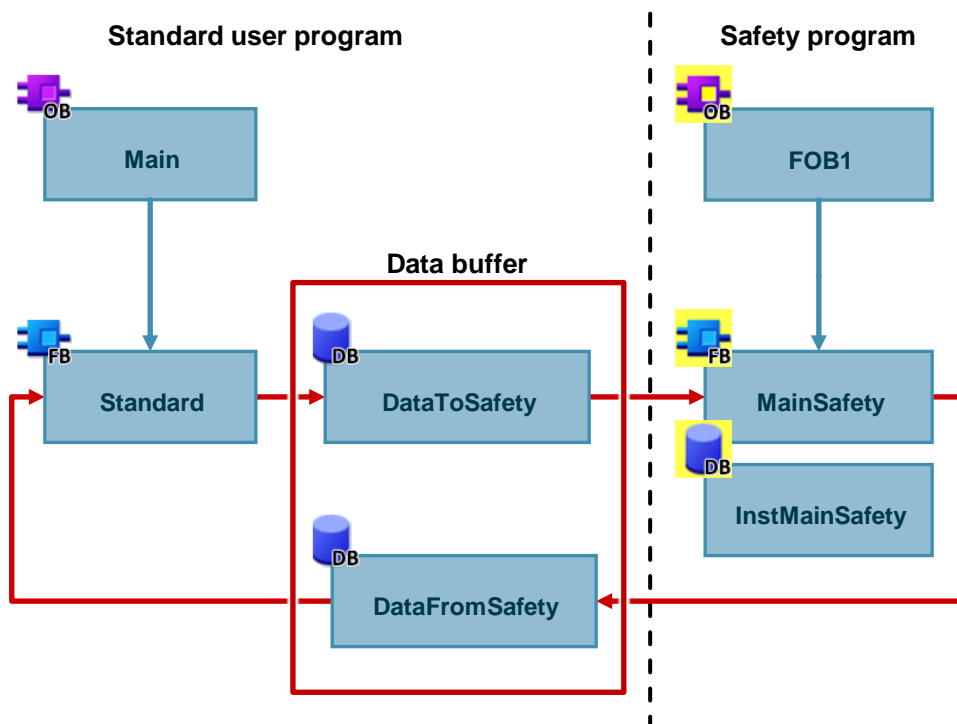 Standard user program
Safety program
OB
Main
OB
FOB1
Data buffer
FB
Standard
DB
DataToSafety
FB
MainSafety
DB
InstMainSafety
DB
DataFromSafety